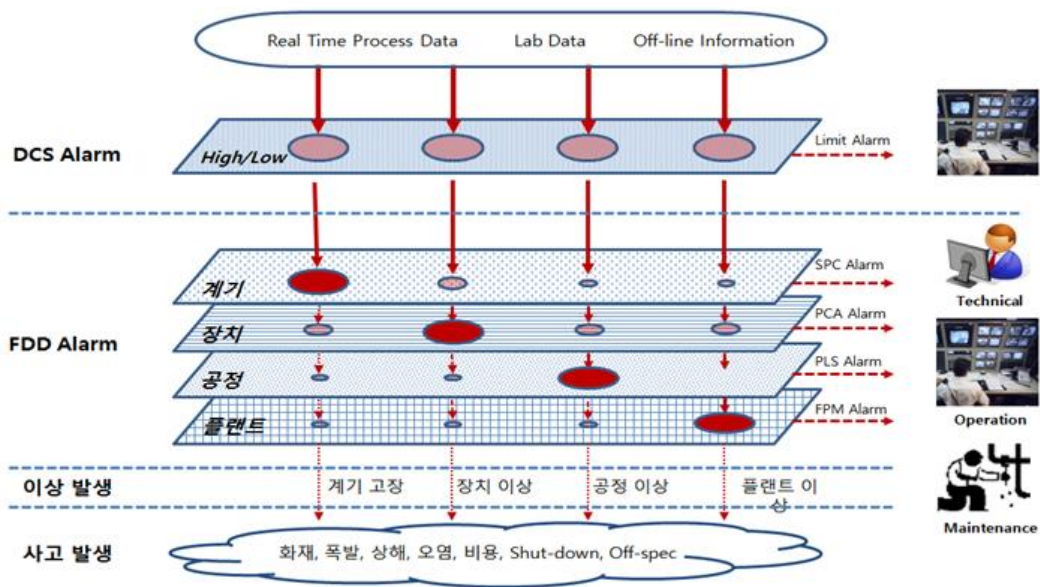 Real Time Process Data Lab Data Off-line Information
DCS Alarm
High/Low
Limit Alarm
FDD Alarm
계기
SPC Alarm
Technical
장치
PCA Alarm
공정
PLS Alarm
플랜트
FPM Alarm
Operation
이상 발생
계기 고장
장치 이상
공정 이상
플랜트 이
상
Maintenance
사고 발생
화재, 폭발, 상해, 오염, 비용, Shut-down, Off-spec